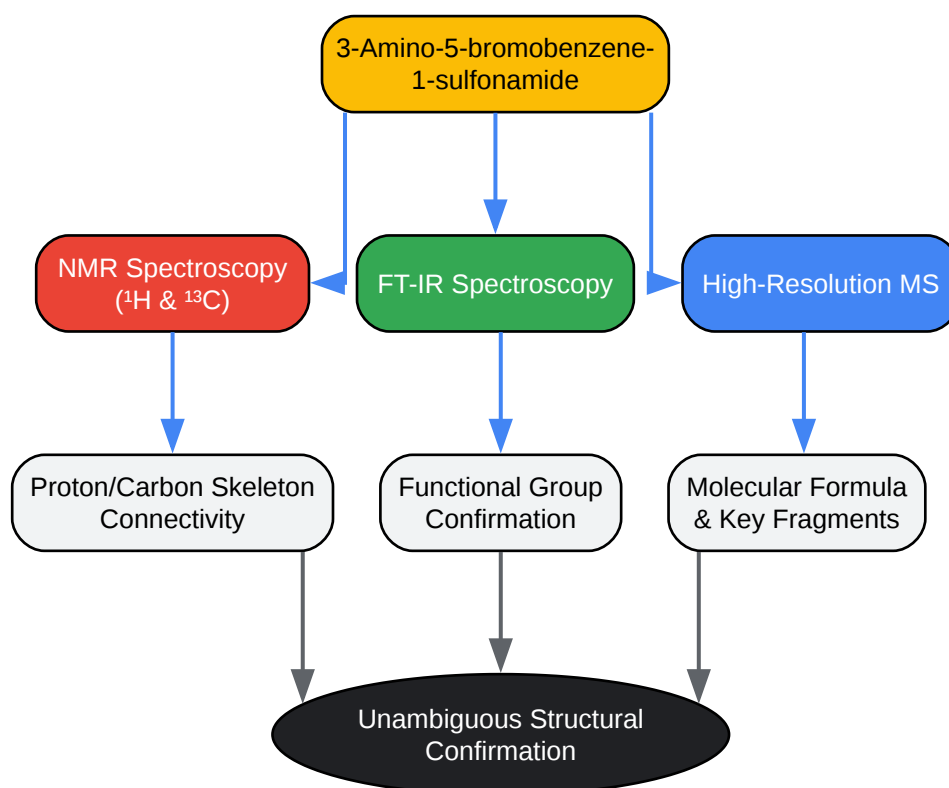 3-Amino-5-bromobenzene-
1-sulfonamide
NMR Spectroscopy
(¹H & ¹³C)
FT-IR Spectroscopy
High-Resolution MS
Proton/Carbon Skeleton
Connectivity
Functional Group
Confirmation
Molecular Formula
& Key Fragments
Unambiguous Structural
Confirmation